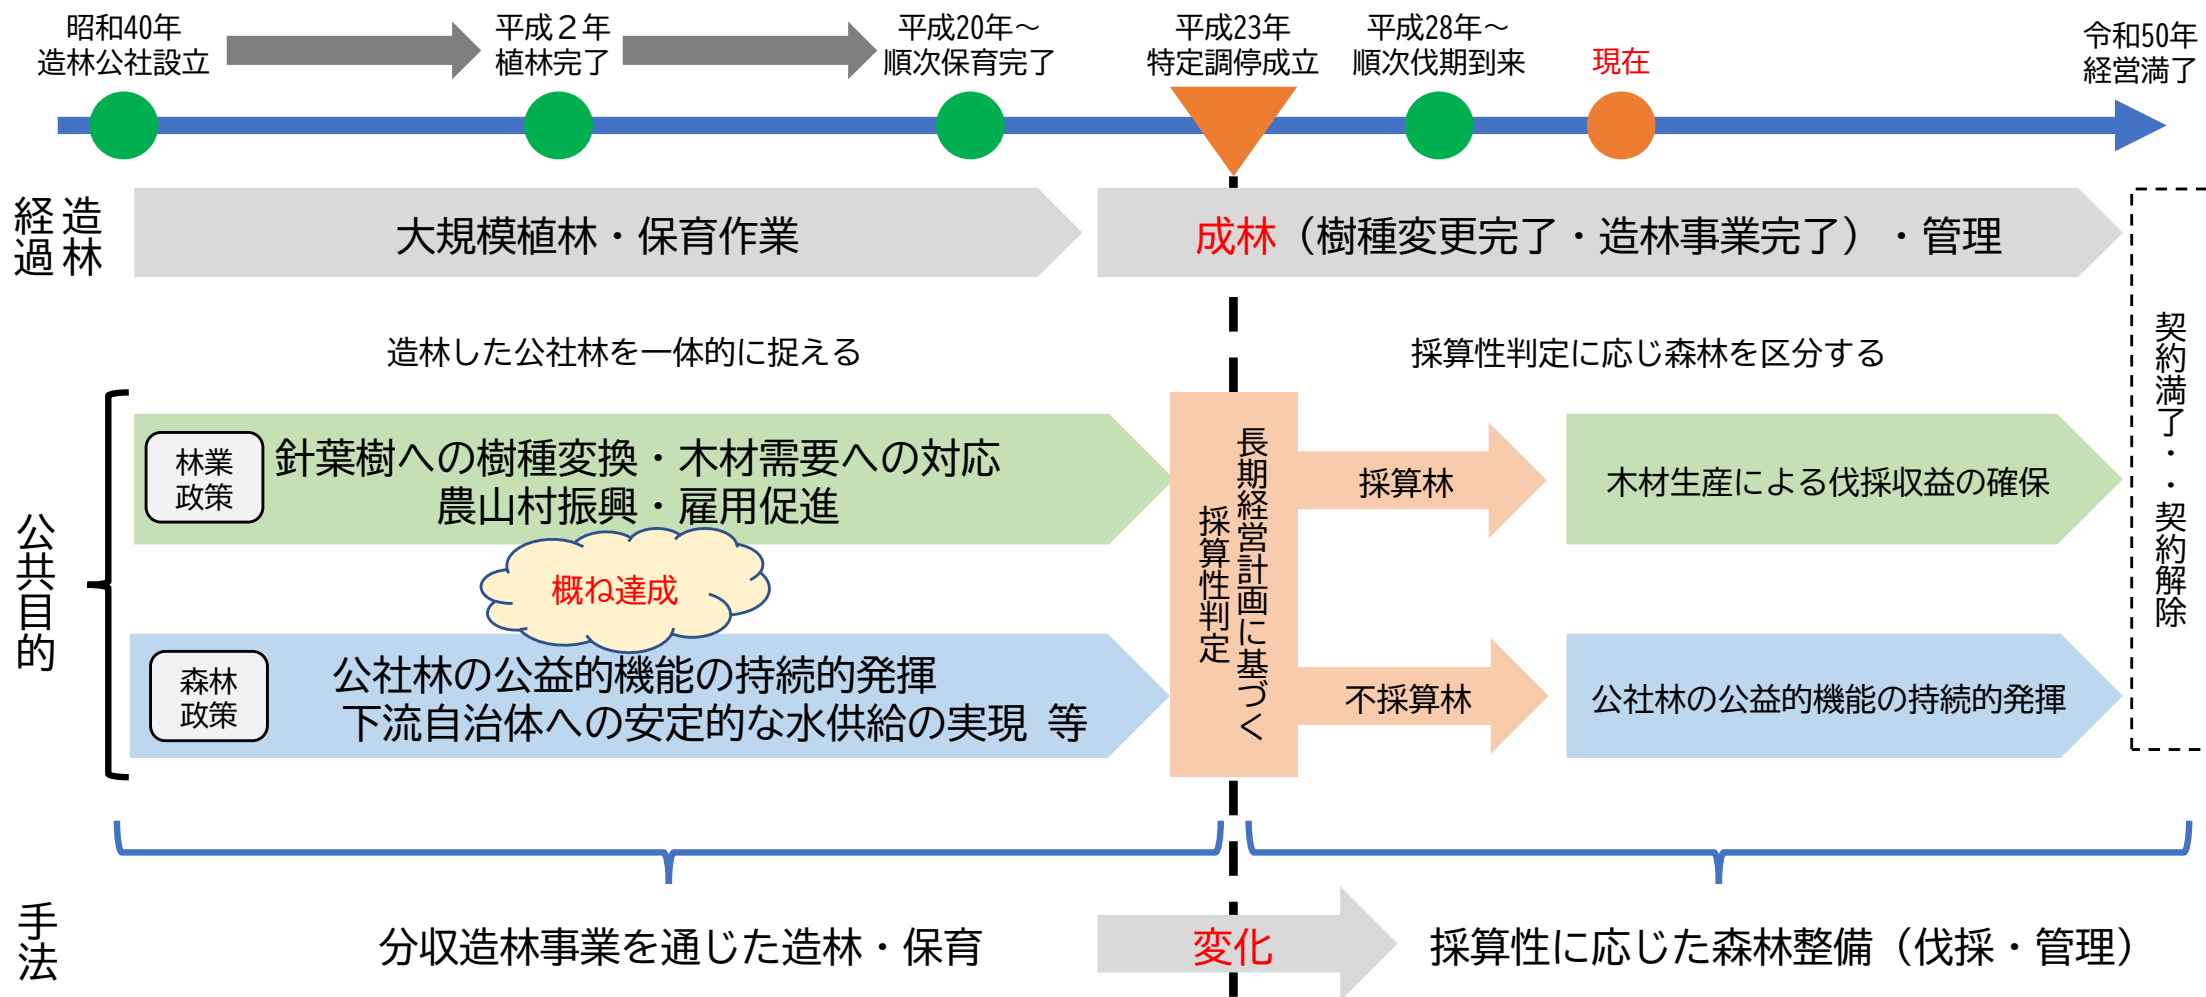 昭和40年
造林公社設立
平成２年
植林完了
平成20年～
順次保育完了
平成23年
特定調停成立
平成28年～
順次伐期到来
現在
令和50年
経営満了
造林
経過
大規模植林・保育作業
成林（樹種変更完了・造林事業完了）・管理
造林した公社林を一体的に捉える
採算性判定に応じ森林を区分する
公共目的
林業
政策
針葉樹への樹種変換・木材需要への対応
農山村振興・雇用促進
概ね達成
森林
政策
公社林の公益的機能の持続的発揮
下流自治体への安定的な水供給の実現 等
長期経営計画に基づく
採算性判定
採算林
木材生産による伐採収益の確保
不採算林
公社林の公益的機能の持続的発揮
契約満了・・契約解除
手法
分収造林事業を通じた造林・保育
変化
採算性に応じた森林整備（伐採・管理）